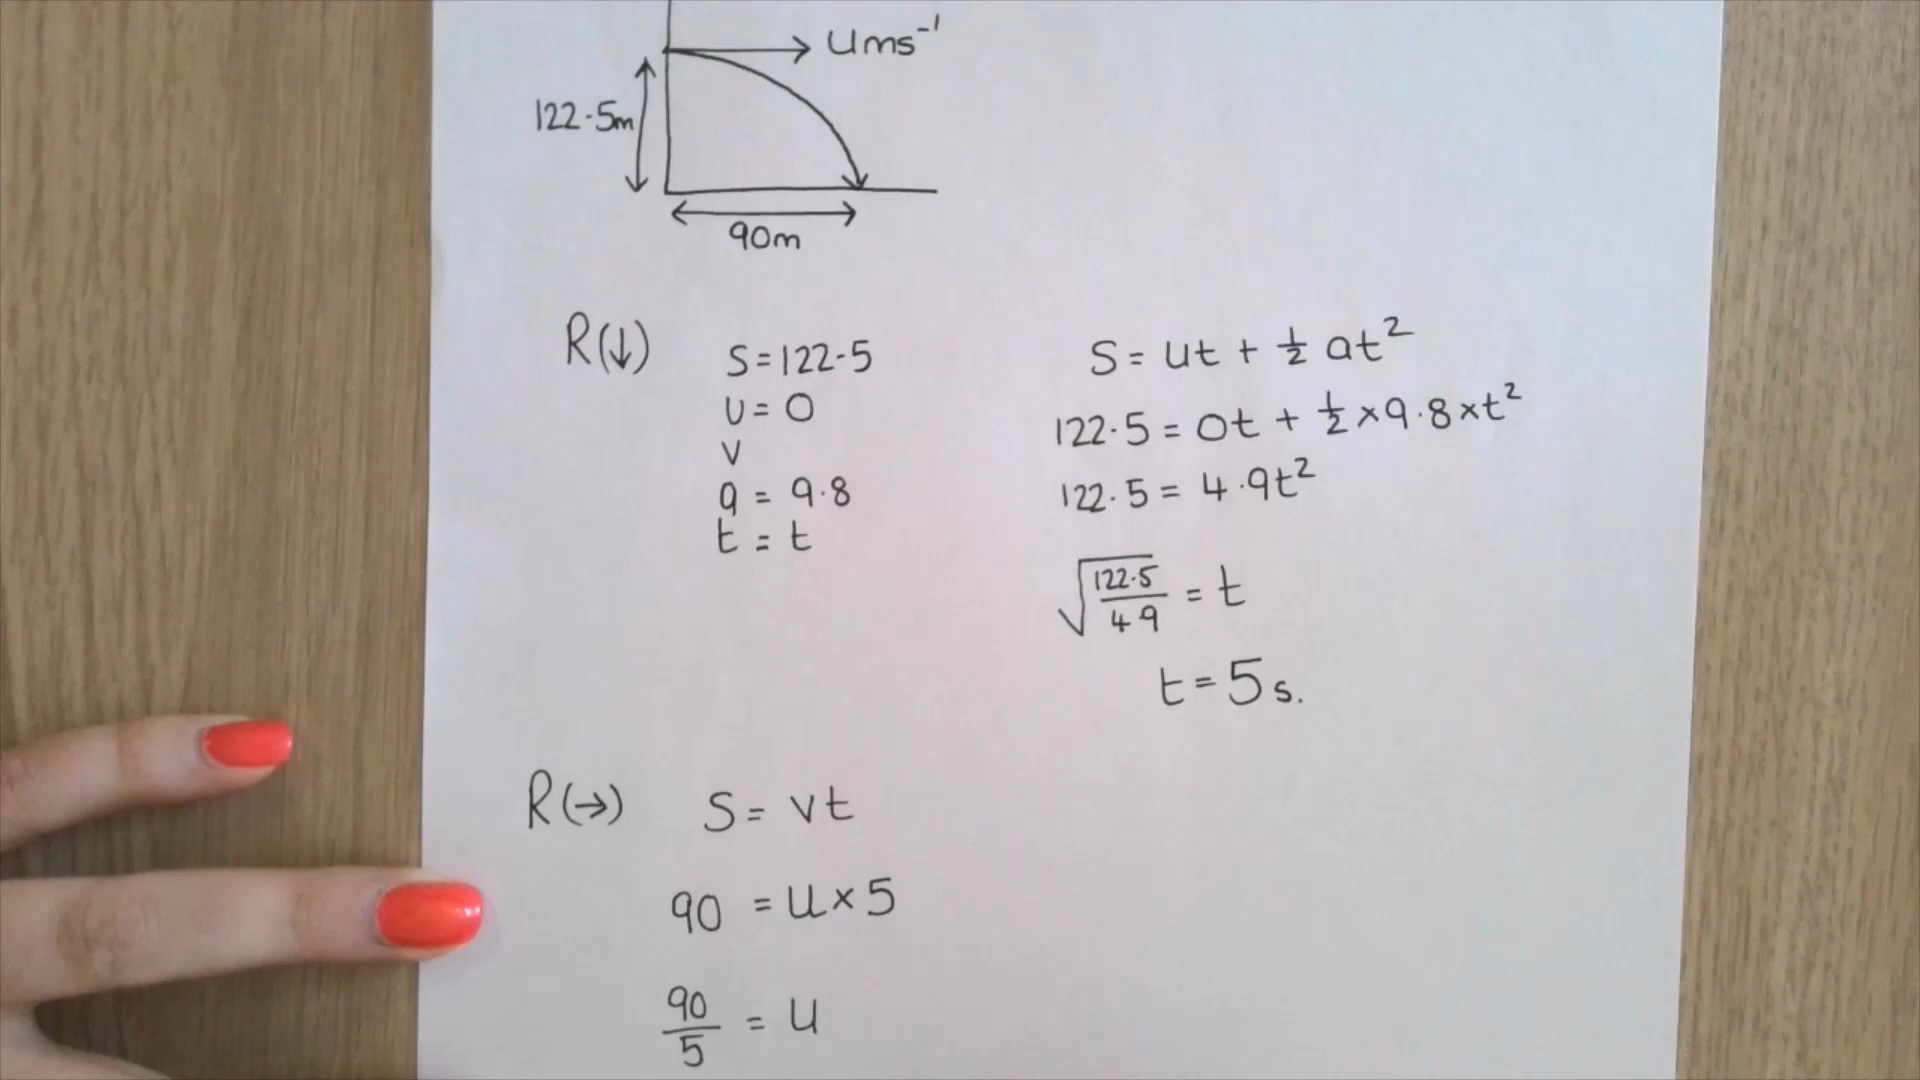 Ums⁻¹
122.5m
90m
R(↓)
S = 122.5
U = 0
V
a = 9.8
t = t
S = ut + ½ at²
122.5 = 0t + ½ × 9.8 × t²
122.5 = 4.9t²
√(122.5/4.9) = t
t = 5s.
R(→) S = vt
90 = U × 5
90/5 = U